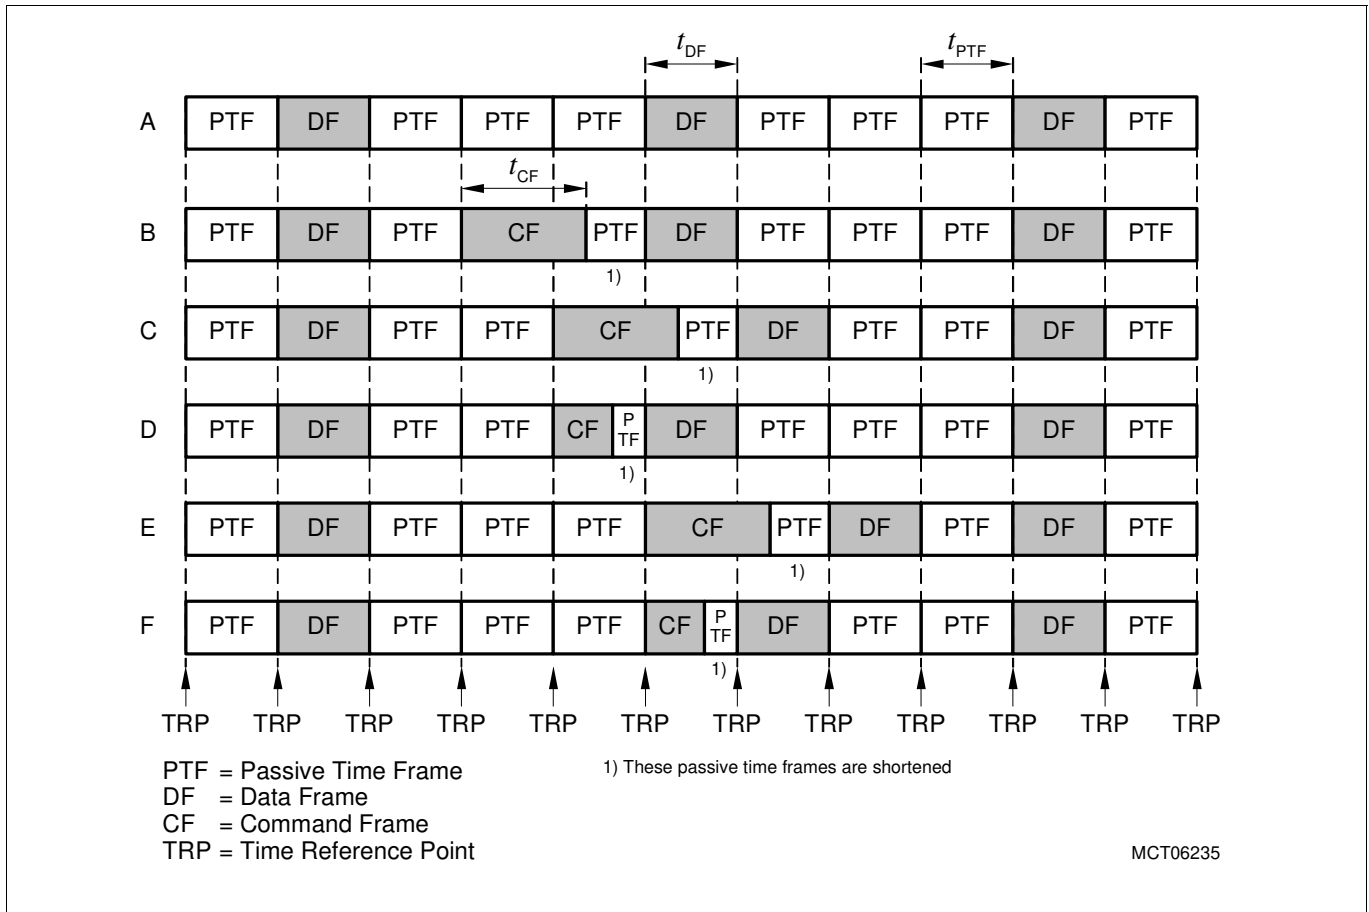 t DF t PTF
A PTF DF PTF PTF PTF DF PTF PTF PTF DF PTF
t CF
B PTF DF PTF CF PTF DF PTF PTF PTF DF PTF
1)
C PTF DF PTF PTF CF PTF DF PTF PTF DF PTF
1)
D PTF DF PTF PTF CF P TF DF PTF PTF PTF DF PTF
1)
E PTF DF PTF PTF PTF CF PTF DF PTF DF PTF
1)
F PTF DF PTF PTF PTF CF P TF DF PTF PTF DF PTF
1)
TRP TRP TRP TRP TRP TRP TRP TRP TRP TRP TRP TRP
PTF = Passive Time Frame 1) These passive time frames are shortened
DF = Data Frame
CF = Command Frame
TRP = Time Reference Point MCT06235